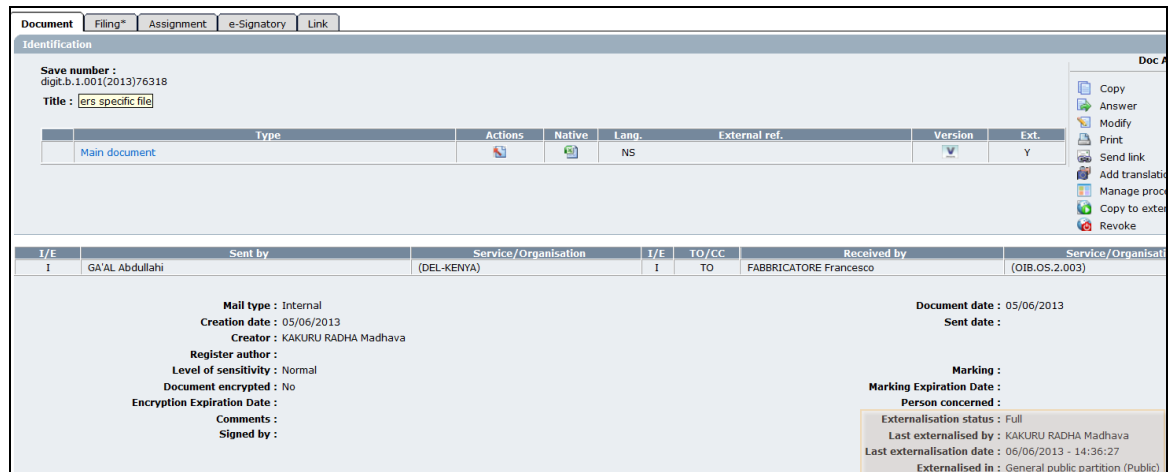 Document Filing* Assignment e-Signatory Link
Identification
Save number :
digit.b.1.001(2013)76318
Title : ers specific file
Type Actions Native Lang. External ref. Version Ext.
Main document NS Y
Doc A
Copy
Answer
Modify
Print
Send link
Add translatio
Manage proce
Copy to exter
Revoke
I/E Sent by Service/Organisation I/E TO/CC Received by Service/Organisati
I GA'AL Abdullahi (DEL-KENYA) I TO FABBRICATORE Francesco (OIB.OS.2.003)
Mail type : Internal
Creation date : 05/06/2013
Creator : KAKURU RADHA Madhava
Register author :
Level of sensitivity : Normal
Document encrypted : No
Encryption Expiration Date :
Comments :
Signed by :
Document date : 05/06/2013
Sent date :
Marking :
Marking Expiration Date :
Person concerned :
Externalisation status : Full
Last externalised by : KAKURU RADHA Madhava
Last externalisation date : 06/06/2013 - 14:36:27
Externalised in : General public partition (Public)